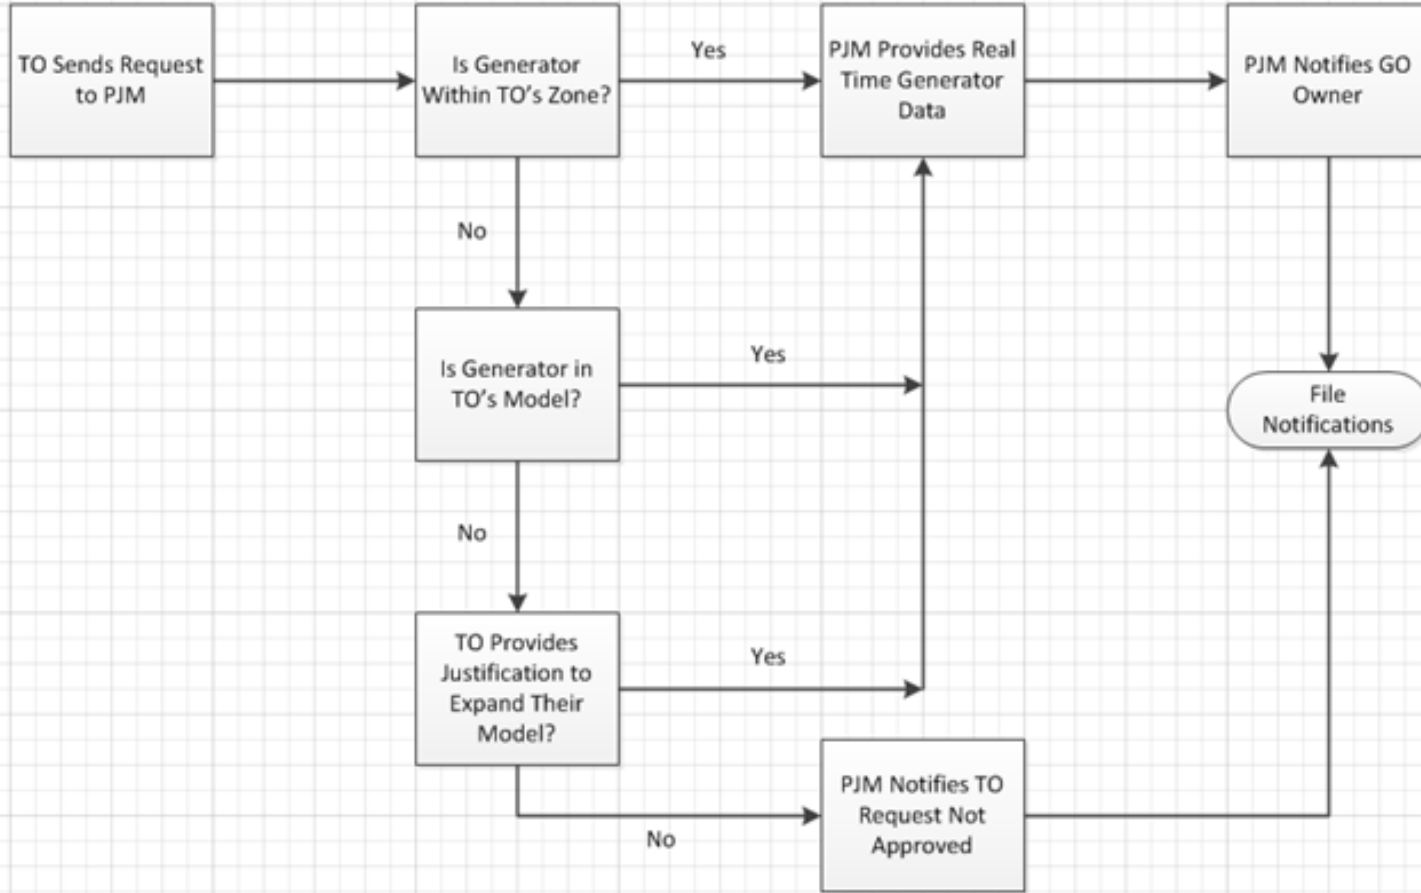 TO Sends Request
to PJM
Is Generator
Within TO's Zone?
Yes
PJM Provides Real
Time Generator
Data
PJM Notifies GO
Owner
No
Is Generator in
TO's Model?
Yes
File
Notifications
No
TO Provides
Justification to
Expand Their
Model?
Yes
No
PJM Notifies TO
Request Not
Approved